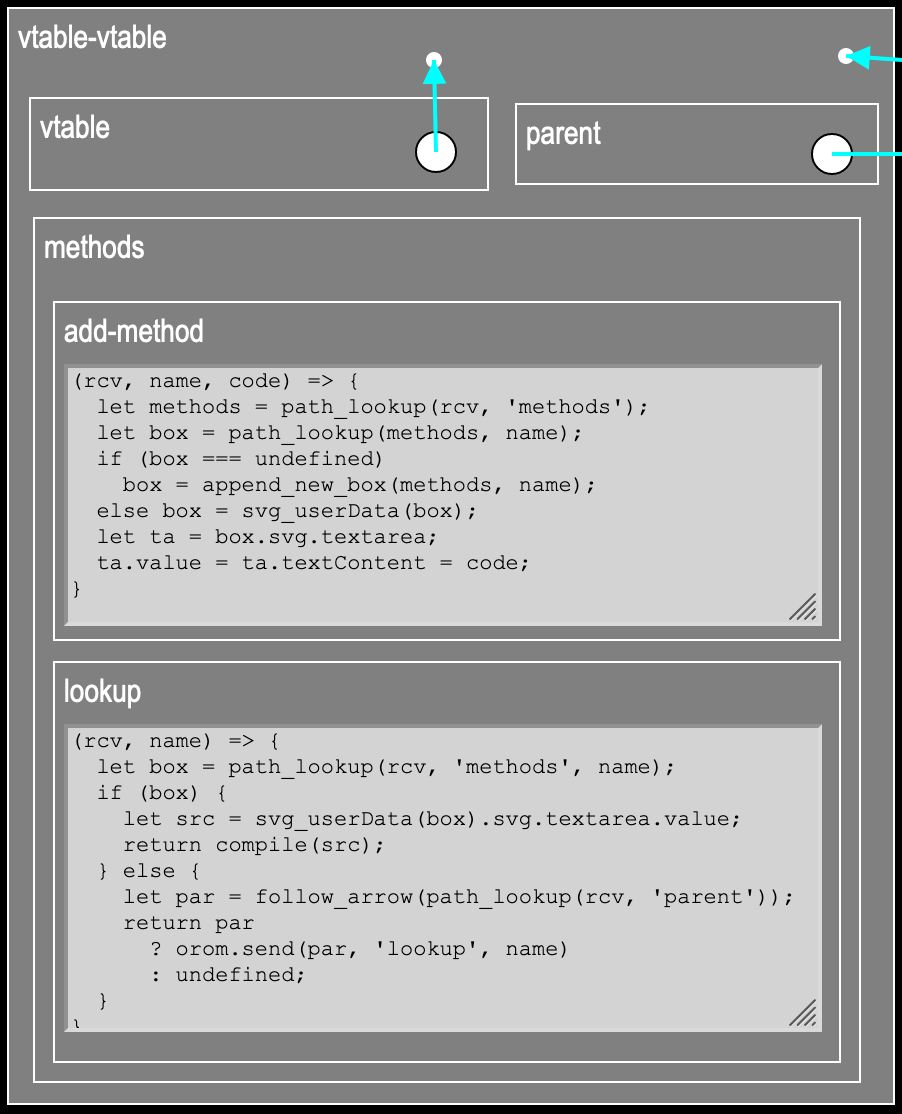 vtable-vtable
vtable
parent
methods
add-method
(rcv, name, code) => {
  let methods = path_lookup(rcv, 'methods');
  let box = path_lookup(methods, name);
  if (box === undefined)
    box = append_new_box(methods, name);
  else box = svg_userData(box);
  let ta = box.svg.textarea;
  ta.value = ta.textContent = code;
}
lookup
(rcv, name) => {
  let box = path_lookup(rcv, 'methods', name);
  if (box) {
    let src = svg_userData(box).svg.textarea.value;
    return compile(src);
  } else {
    let par = follow_arrow(path_lookup(rcv, 'parent'));
    return par
      ? orom.send(par, 'lookup', name)
      : undefined;
  }
}